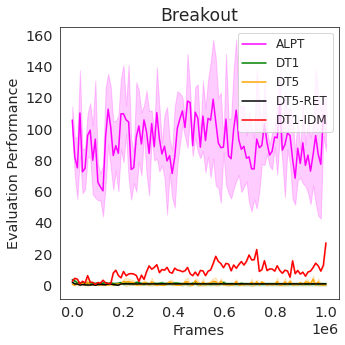 Breakout
Evaluation Performance
160
140
120
100
80
60
40
20
0
ALPT
DT1
DT5
DT5-RET
DT1-IDM
0.0 0.2 0.4 0.6 0.8 1.0
1e6
Frames